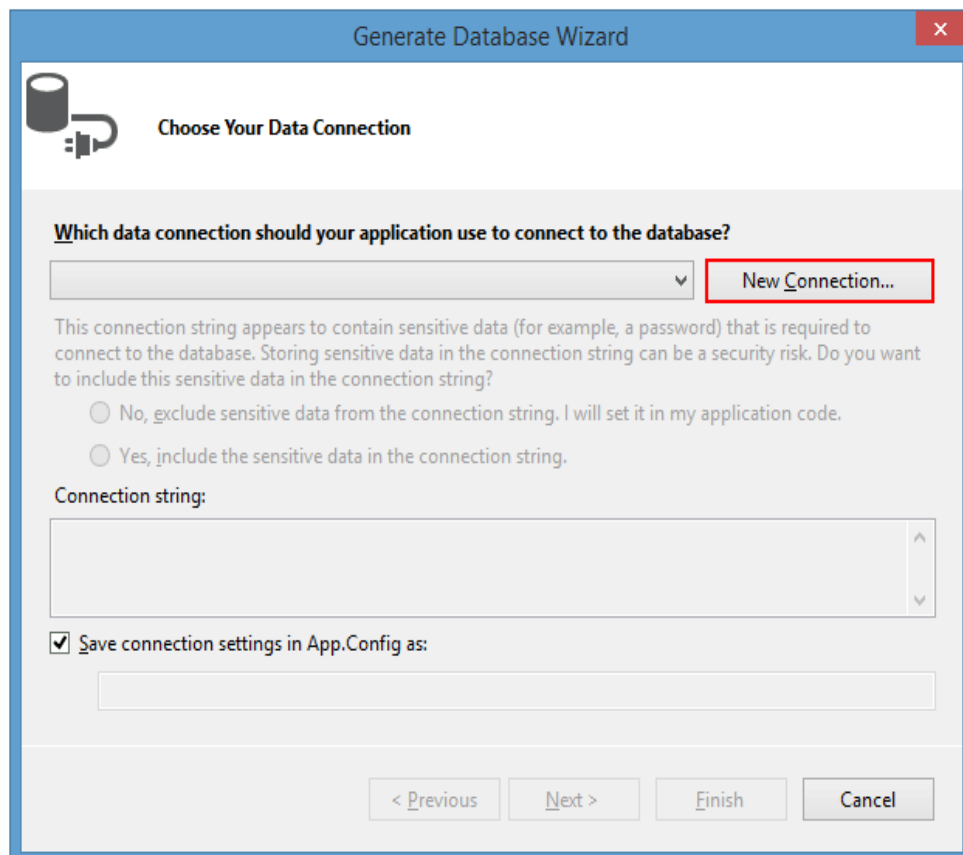 Generate Database Wizard
Choose Your Data Connection
Which data connection should your application use to connect to the database?
New Connection...
This connection string appears to contain sensitive data (for example, a password) that is required to
connect to the database. Storing sensitive data in the connection string can be a security risk. Do you want
to include this sensitive data in the connection string?
No, exclude sensitive data from the connection string. I will set it in my application code.
Yes, include the sensitive data in the connection string.
Connection string:
Save connection settings in App.Config as:
< Previous Next > Finish Cancel